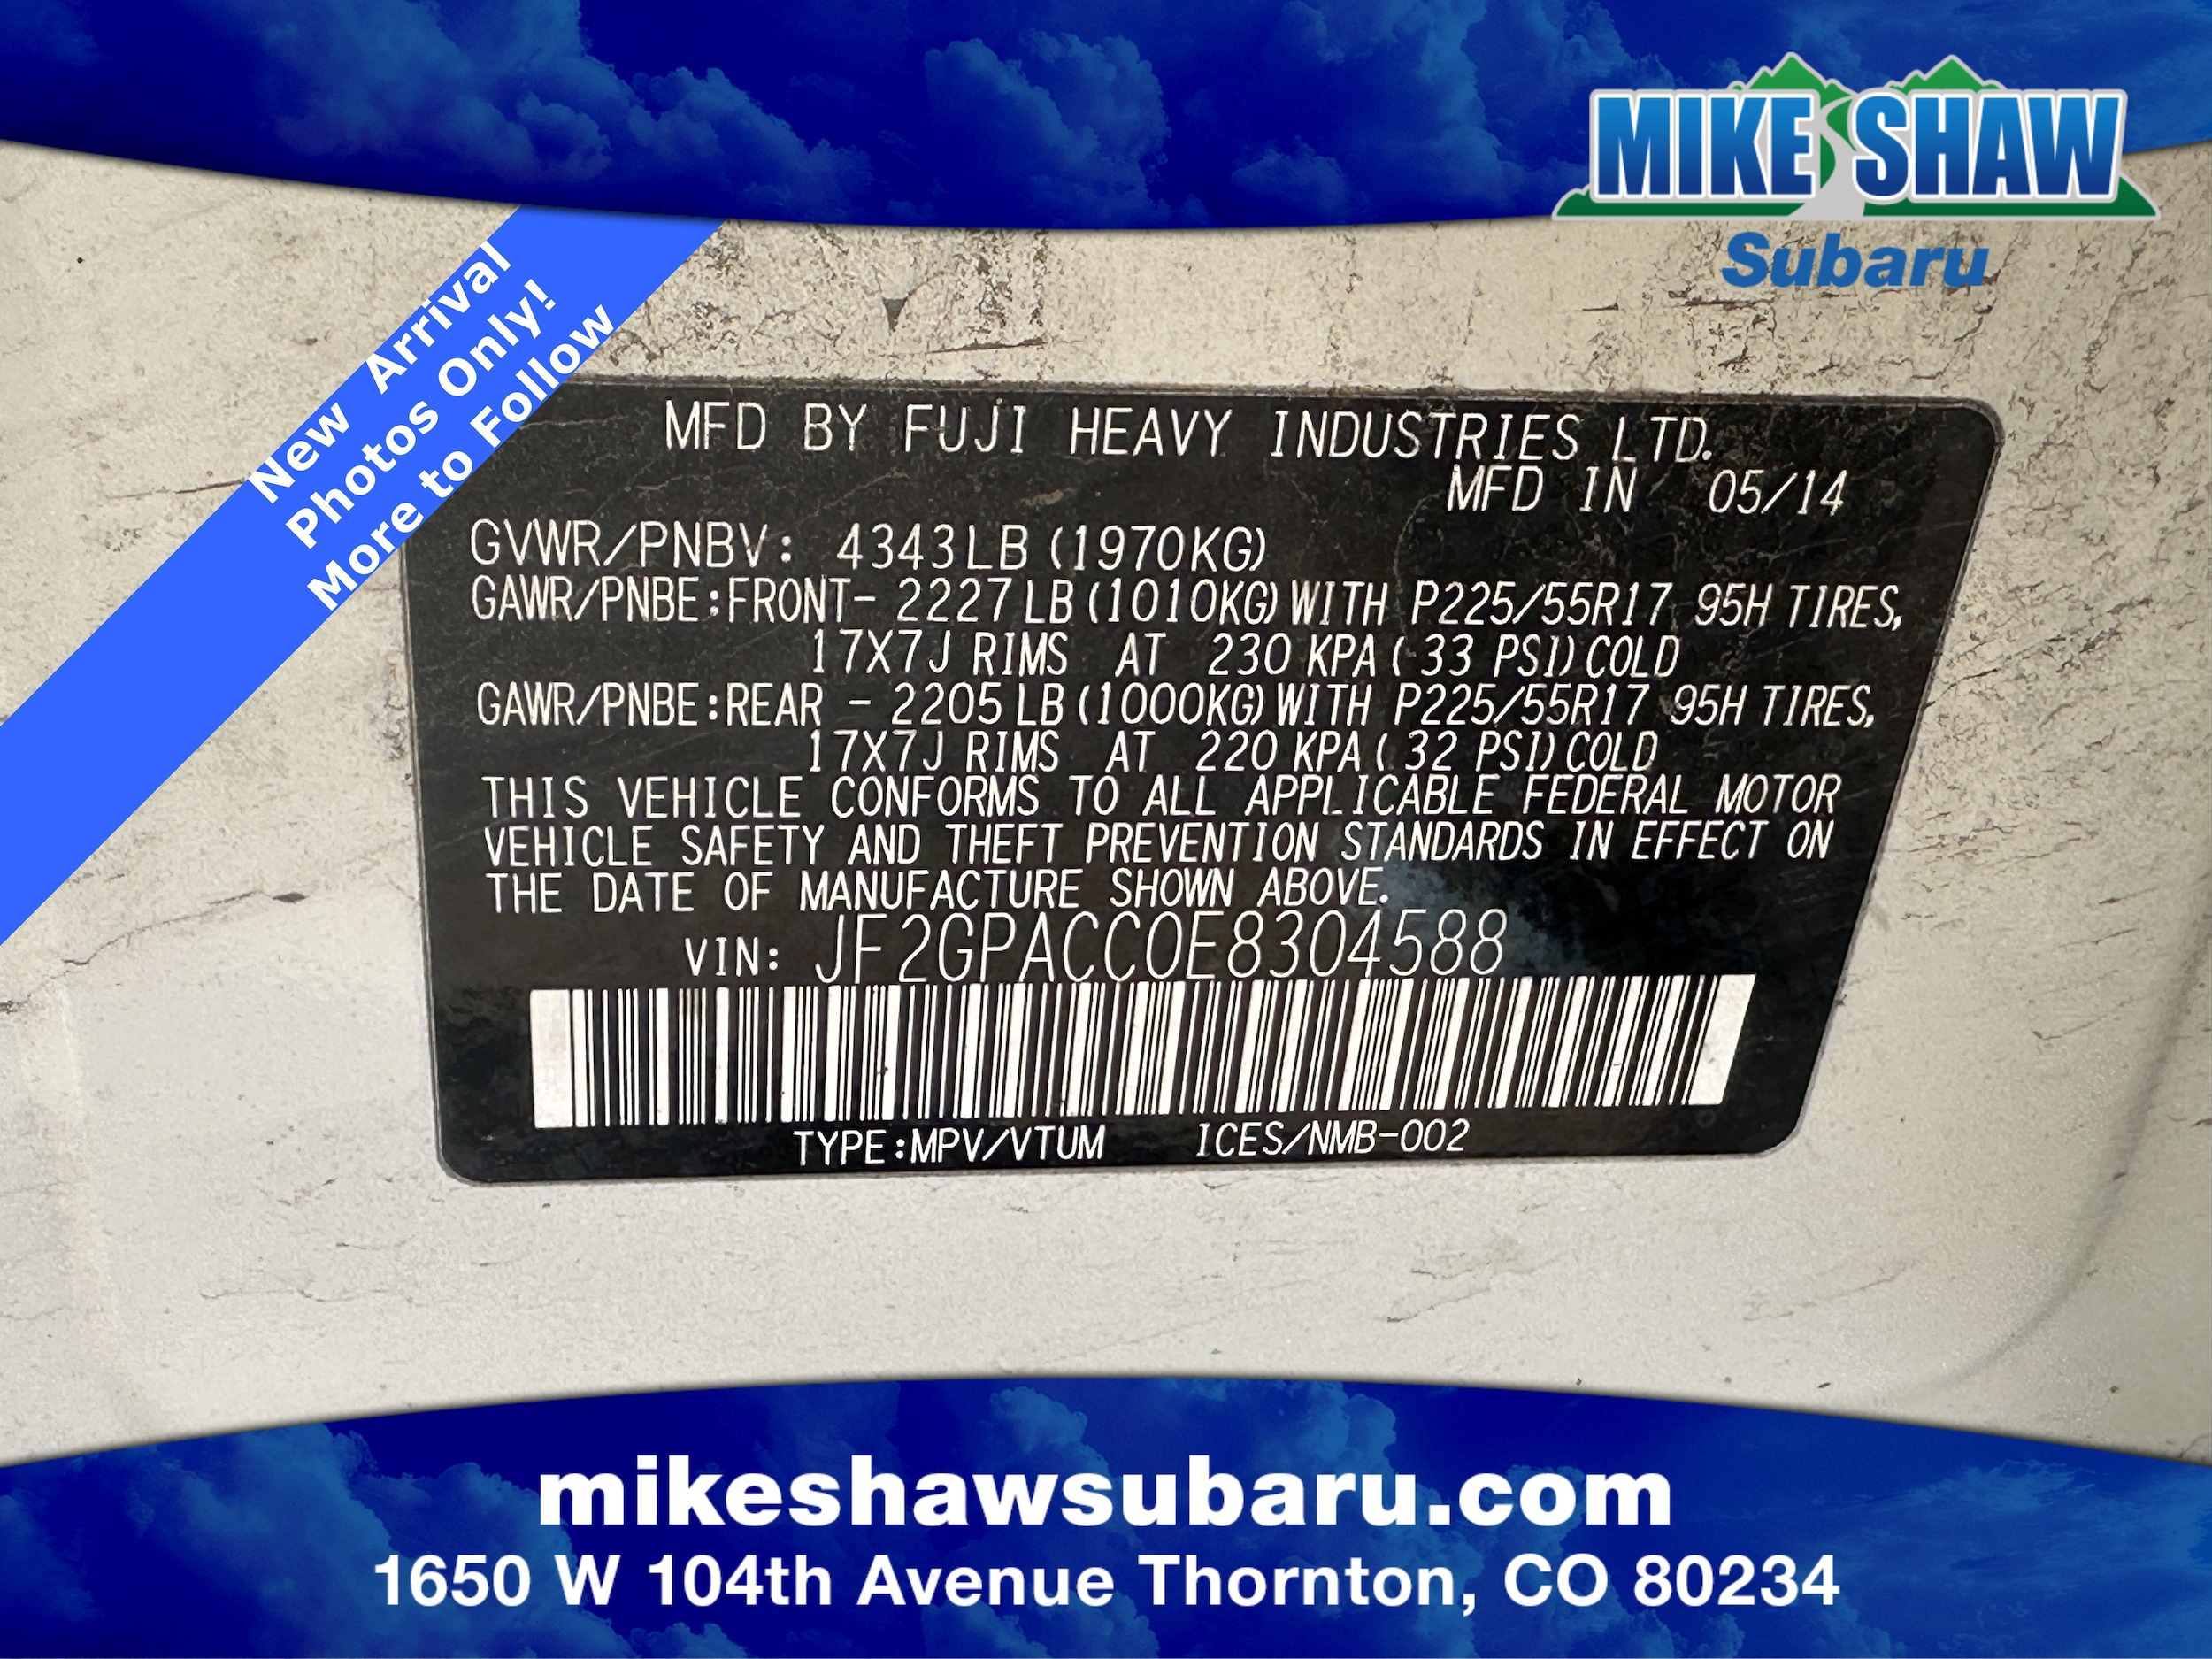 MIKE SHAW
Subaru
New Arrival
Photos Only!
More to Follow
MFD BY FUJI HEAVY INDUSTRIES LTD.
MFD IN 05/14
GVWR/PNBV: 4343LB (1970KG)
GAWR/PNBE:FRONT- 2227LB (1010KG) WITH P225/55R17 95H TIRES,
17X7J RIMS AT 230 KPA ( 33 PSI) COLD
GAWR/PNBE:REAR - 2205LB (1000KG) WITH P225/55R17 95H TIRES,
17X7J RIMS AT 220 KPA ( 32 PSI) COLD
THIS VEHICLE CONFORMS TO ALL APPLICABLE FEDERAL MOTOR
VEHICLE SAFETY AND THEFT PREVENTION STANDARDS IN EFFECT ON
THE DATE OF MANUFACTURE SHOWN ABOVE.
VIN: JF2GPACC0E8304588
TYPE:MPV/VTUM ICES/NMB-002
mikeshawsubaru.com
1650 W 104th Avenue Thornton, CO 80234